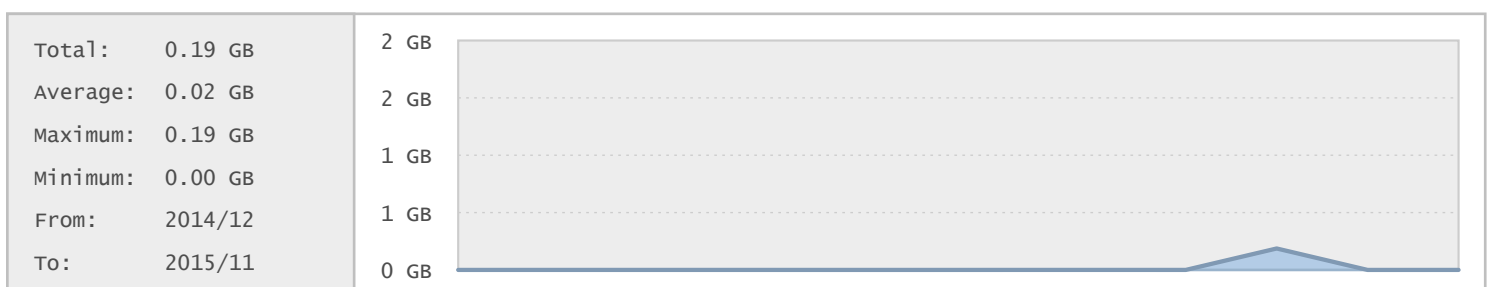 Total: 0.19 GB
Average: 0.02 GB
Maximum: 0.19 GB
Minimum: 0.00 GB
From: 2014/12
To: 2015/11
2 GB
2 GB
1 GB
1 GB
0 GB